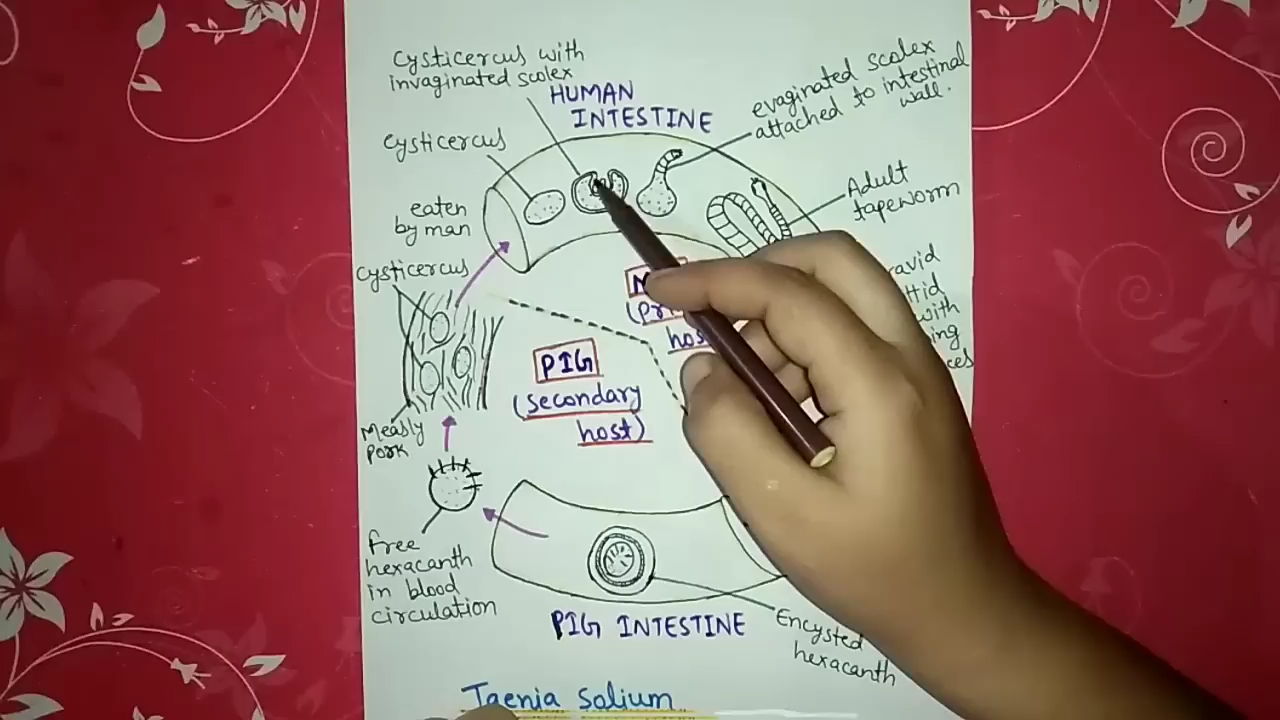 cysticercus with
invaginated scolex
HUMAN
INTESTINE
evaginated scolex
attached to intestinal
wall.
cysticercus
Adult
tapeworm
eaten
by man
cysticercus
with
PIG
(secondary
host)
Measly
pork
free
hexacanth
in blood
circulation
PIG INTESTINE
Encysted
hexacanth
Taenia solium